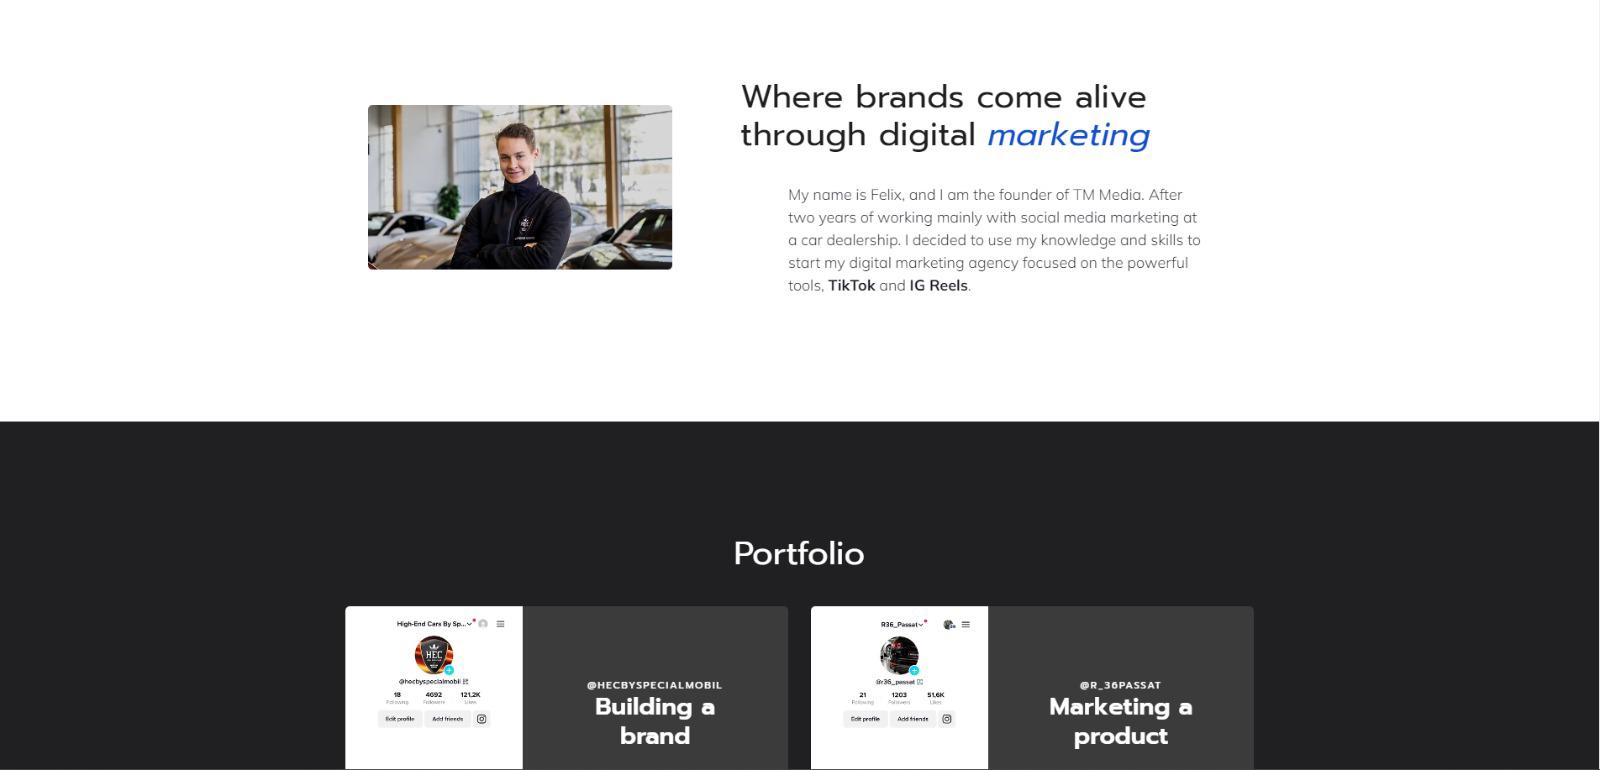 Where brands come alive
through digital marketing
My name is Felix, and I am the founder of TM Media. After
two years of working mainly with social media marketing at
a car dealership. I decided to use my knowledge and skills to
start my digital marketing agency focused on the powerful
tools, TikTok and IG Reels.
HEC
Portfolio
High-End Cars By Sp...
HEC
@hecbyspecialmobil
18 4692 121,2K
Following Followers Likes
Edit profile Add friends
@HECBYSPECIALMOBIL
Building a
brand
R36_Passat
@r36_passat
21 1203 51,6K
Following Followers Likes
Edit profile Add friends
@R_36PASSAT
Marketing a
product